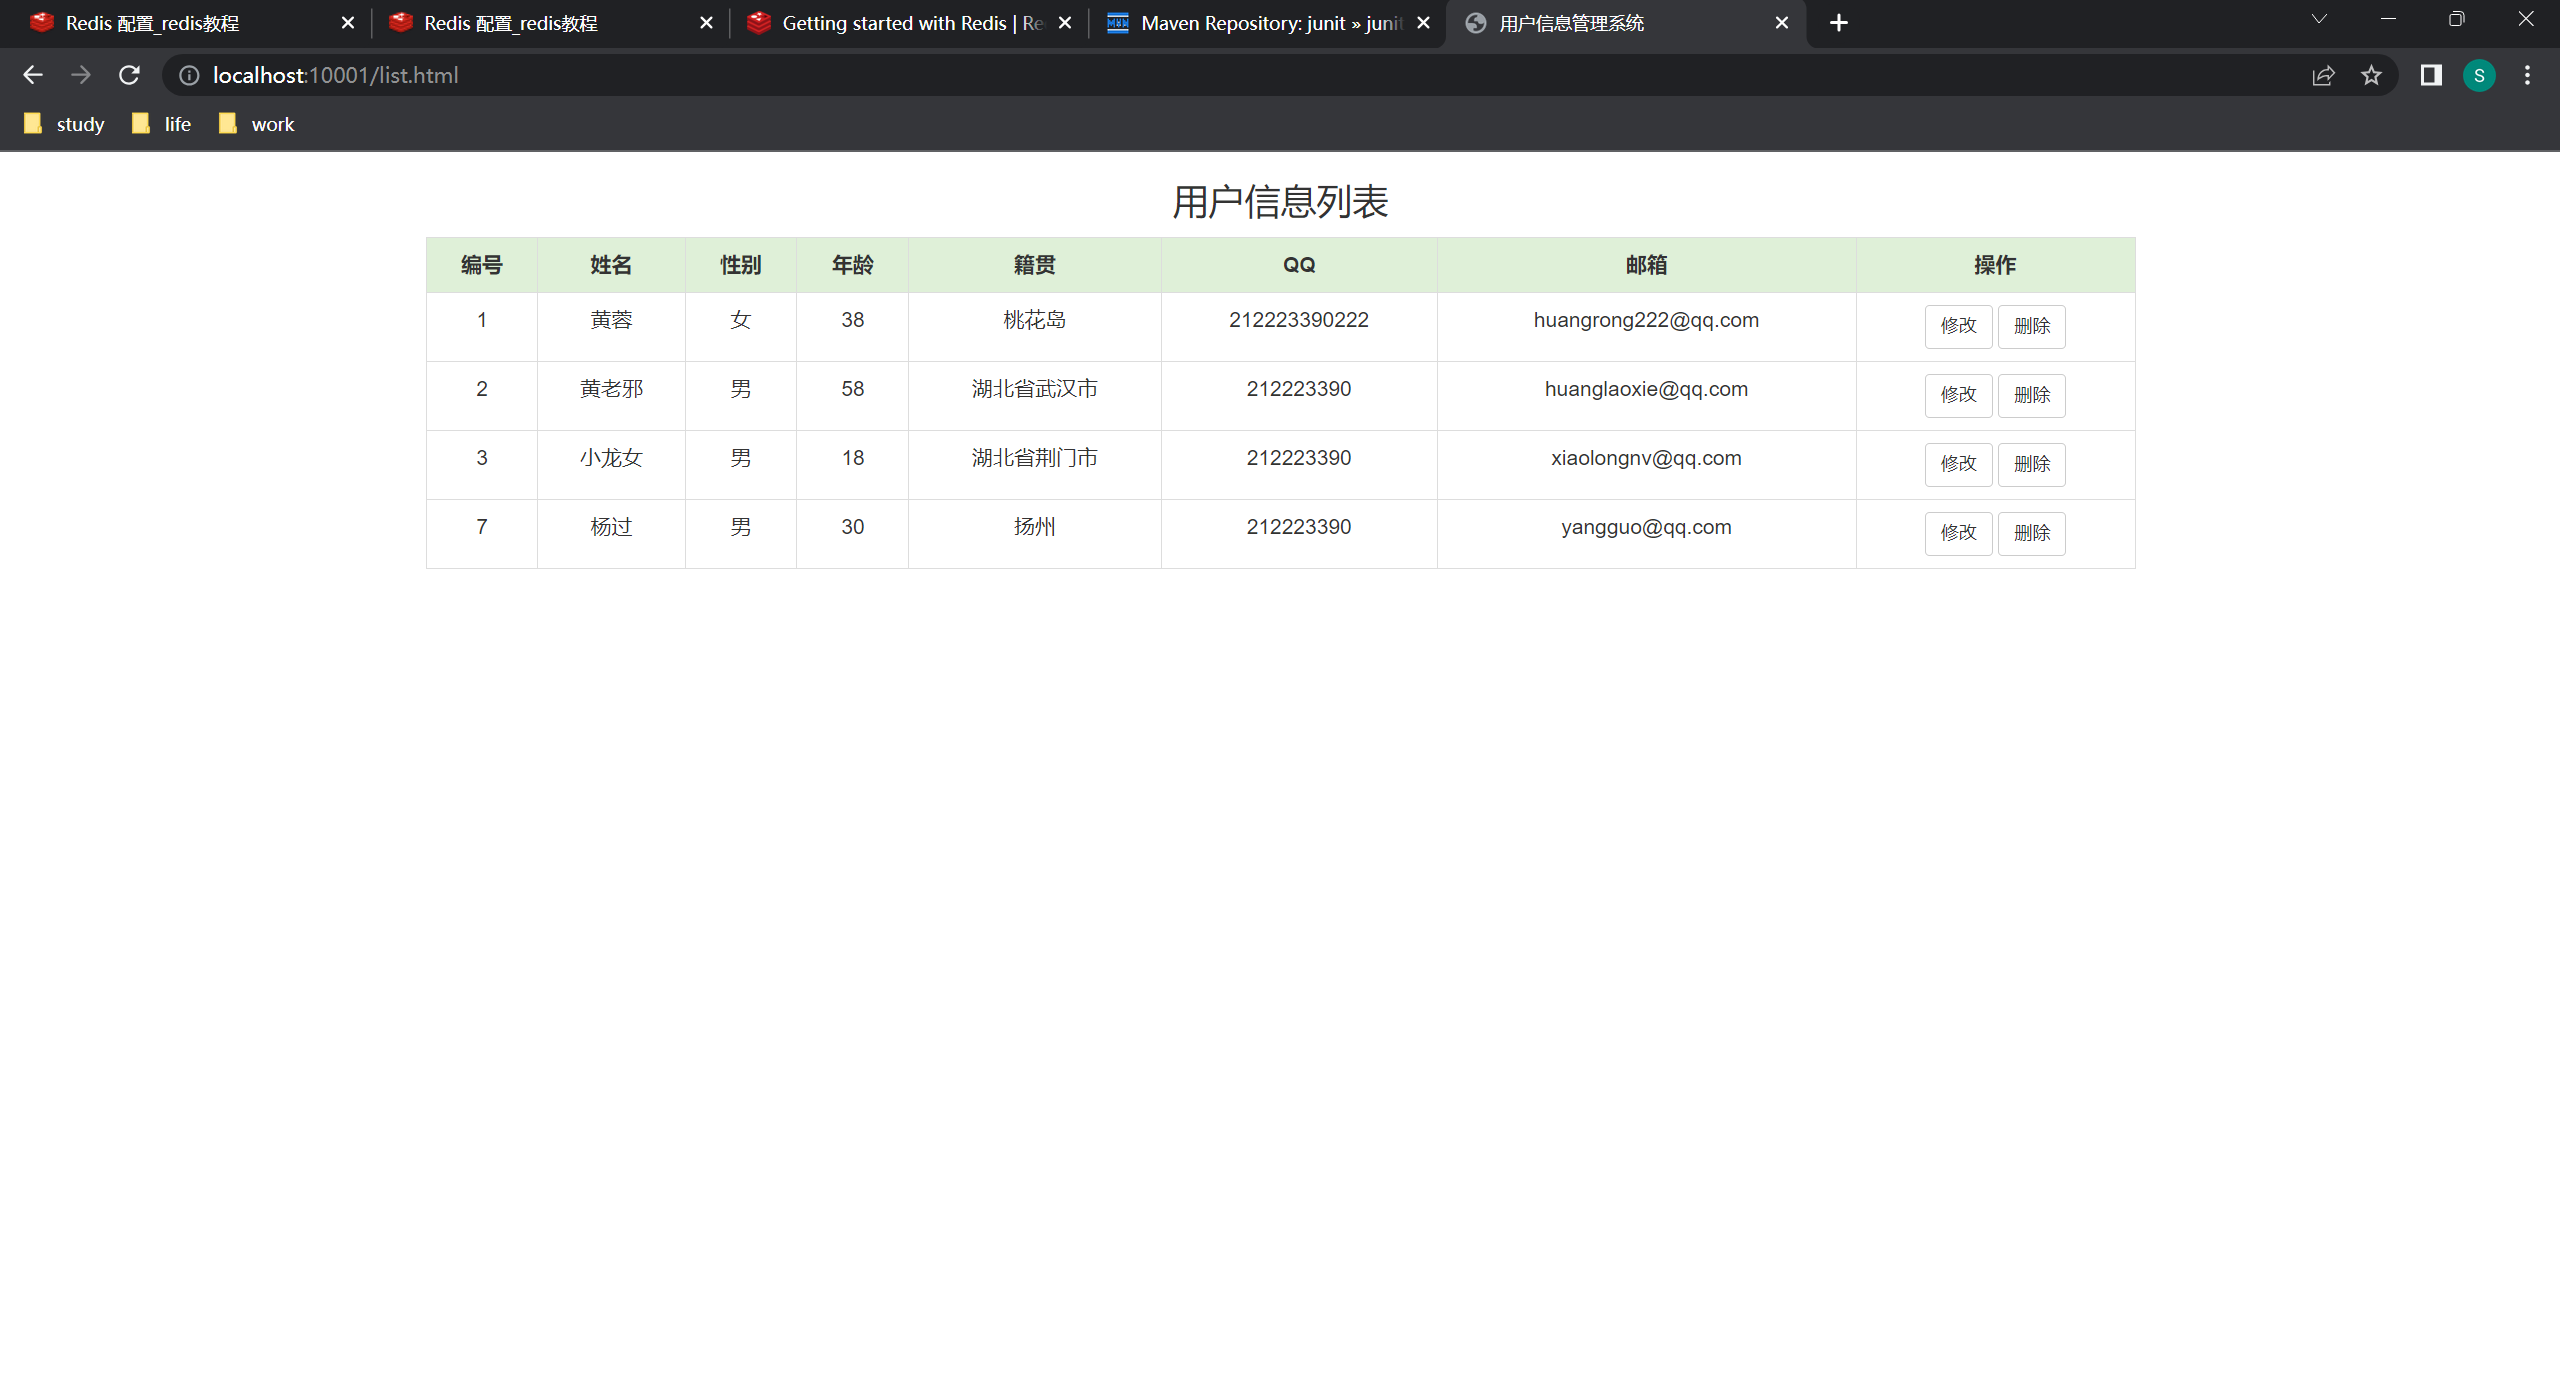 Redis 配置_redis教程 Redis 配置_redis教程 Getting started with Redis | Re Maven Repository: junit » junit 用户信息管理系统
localhost:10001/list.html S
study life work
用户信息列表
编号 姓名 性别 年龄 籍贯 QQ 邮箱 操作
1 黄蓉 女 38 桃花岛 212223390222 huangrong222@qq.com 修改 删除
2 黄老邪 男 58 湖北省武汉市 212223390 huanglaoxie@qq.com 修改 删除
3 小龙女 男 18 湖北省荆门市 212223390 xiaolongnv@qq.com 修改 删除
7 杨过 男 30 扬州 212223390 yangguo@qq.com 修改 删除